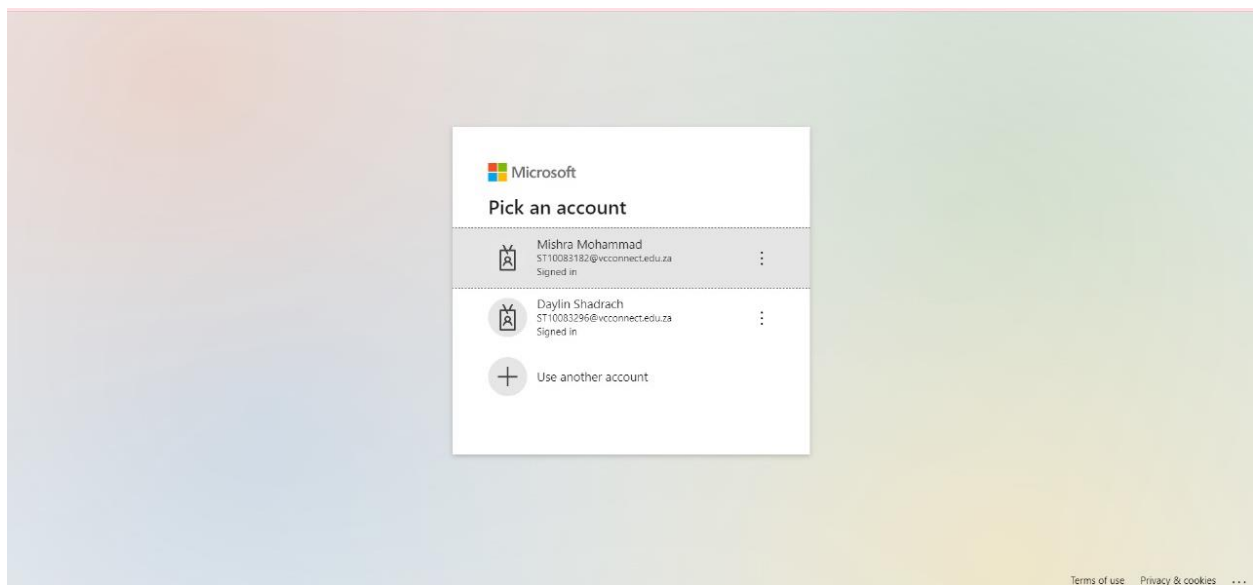 Microsoft
Pick an account
Mishra Mohammad
ST10083182@vcconnect.edu.za
Signed in
Daylin Shadrach
ST10083296@vcconnect.edu.za
Signed in
Use another account
Terms of use Privacy & cookies ...